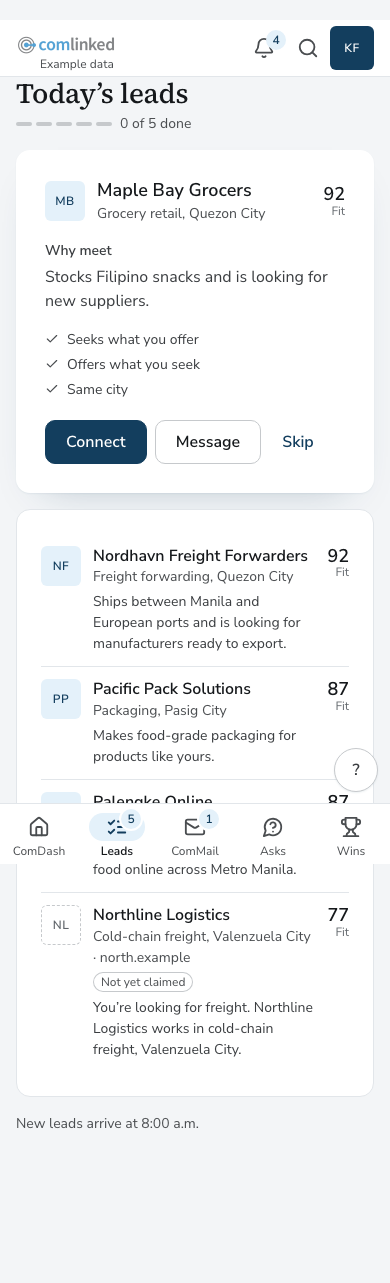 comlinked
Example data
4
KF
Today’s leads
0 of 5 done
MB
Maple Bay Grocers
Grocery retail, Quezon City
92
Fit
Why meet
Stocks Filipino snacks and is looking for
new suppliers.
Seeks what you offer
Offers what you seek
Same city
Connect
Message
Skip
NF
Nordhavn Freight Forwarders
Freight forwarding, Quezon City
92
Fit
Ships between Manila and
European ports and is looking for
manufacturers ready to export.
PP
Pacific Pack Solutions
Packaging, Pasig City
87
Fit
Makes food-grade packaging for
products like yours.
?
Palengke Online
87
5
1
ComDash
Leads
ComMail
Asks
Wins
food online across Metro Manila.
NL
Northline Logistics
Cold-chain freight, Valenzuela City
· north.example
77
Fit
Not yet claimed
You’re looking for freight. Northline
Logistics works in cold-chain
freight, Valenzuela City.
New leads arrive at 8:00 a.m.